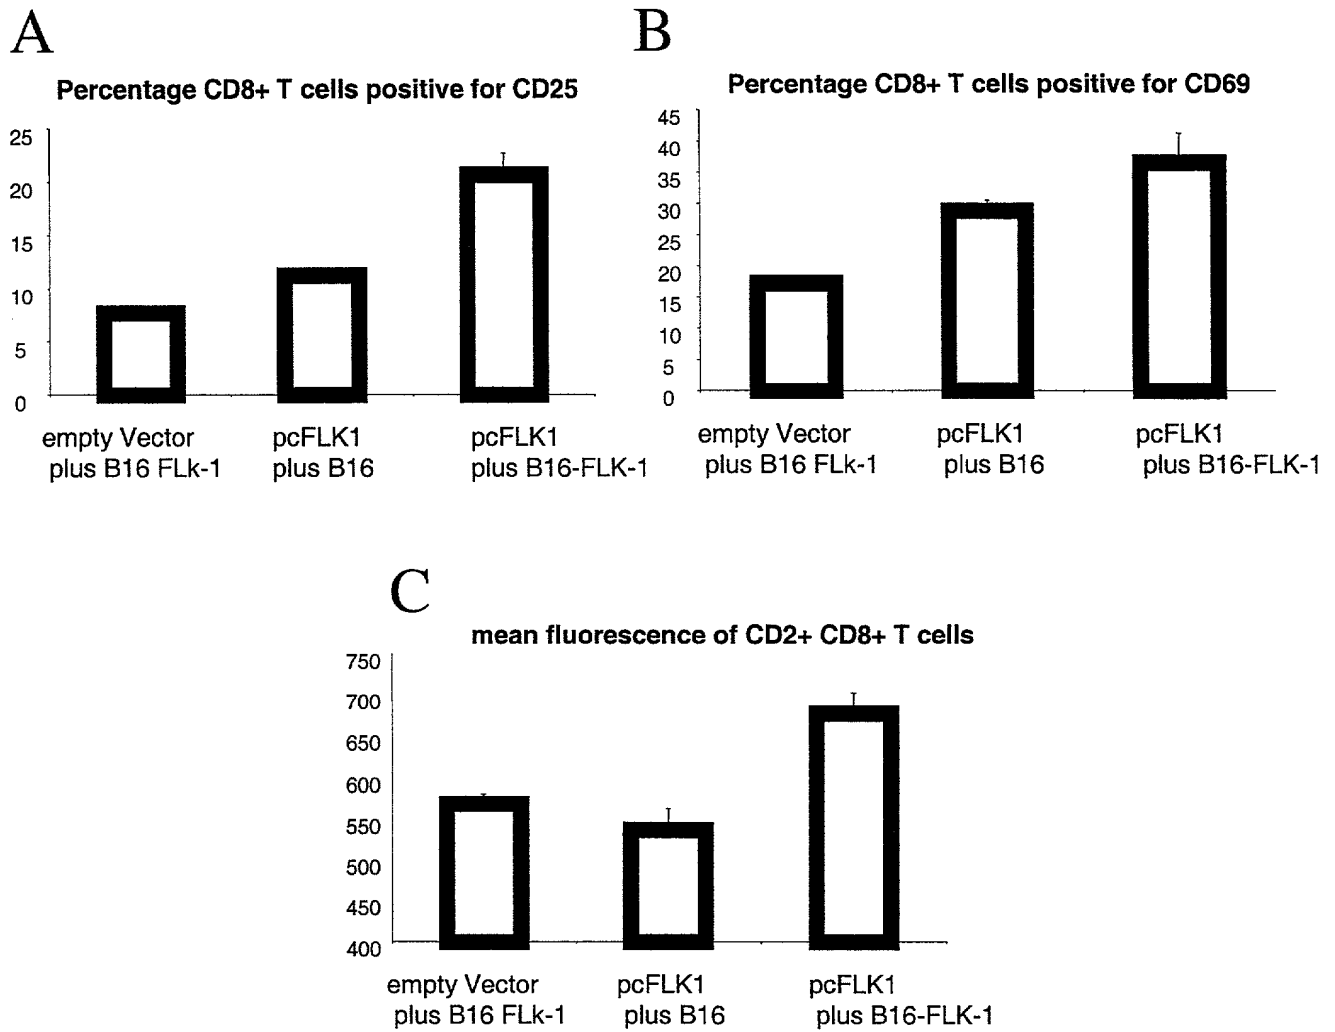 A
Percentage CD8+ T cells positive for CD25
25
20
15
10
5
0
empty Vector
plus B16 FLk-1
pcFLK1
plus B16
pcFLK1
plus B16-FLK-1
B
Percentage CD8+ T cells positive for CD69
45
40
35
30
25
20
15
10
5
0
empty Vector
plus B16 FLk-1
pcFLK1
plus B16
pcFLK1
plus B16-FLK-1
C
mean fluorescence of CD2+ CD8+ T cells
750
700
650
600
550
500
450
400
empty Vector
plus B16 FLk-1
pcFLK1
plus B16
pcFLK1
plus B16-FLK-1